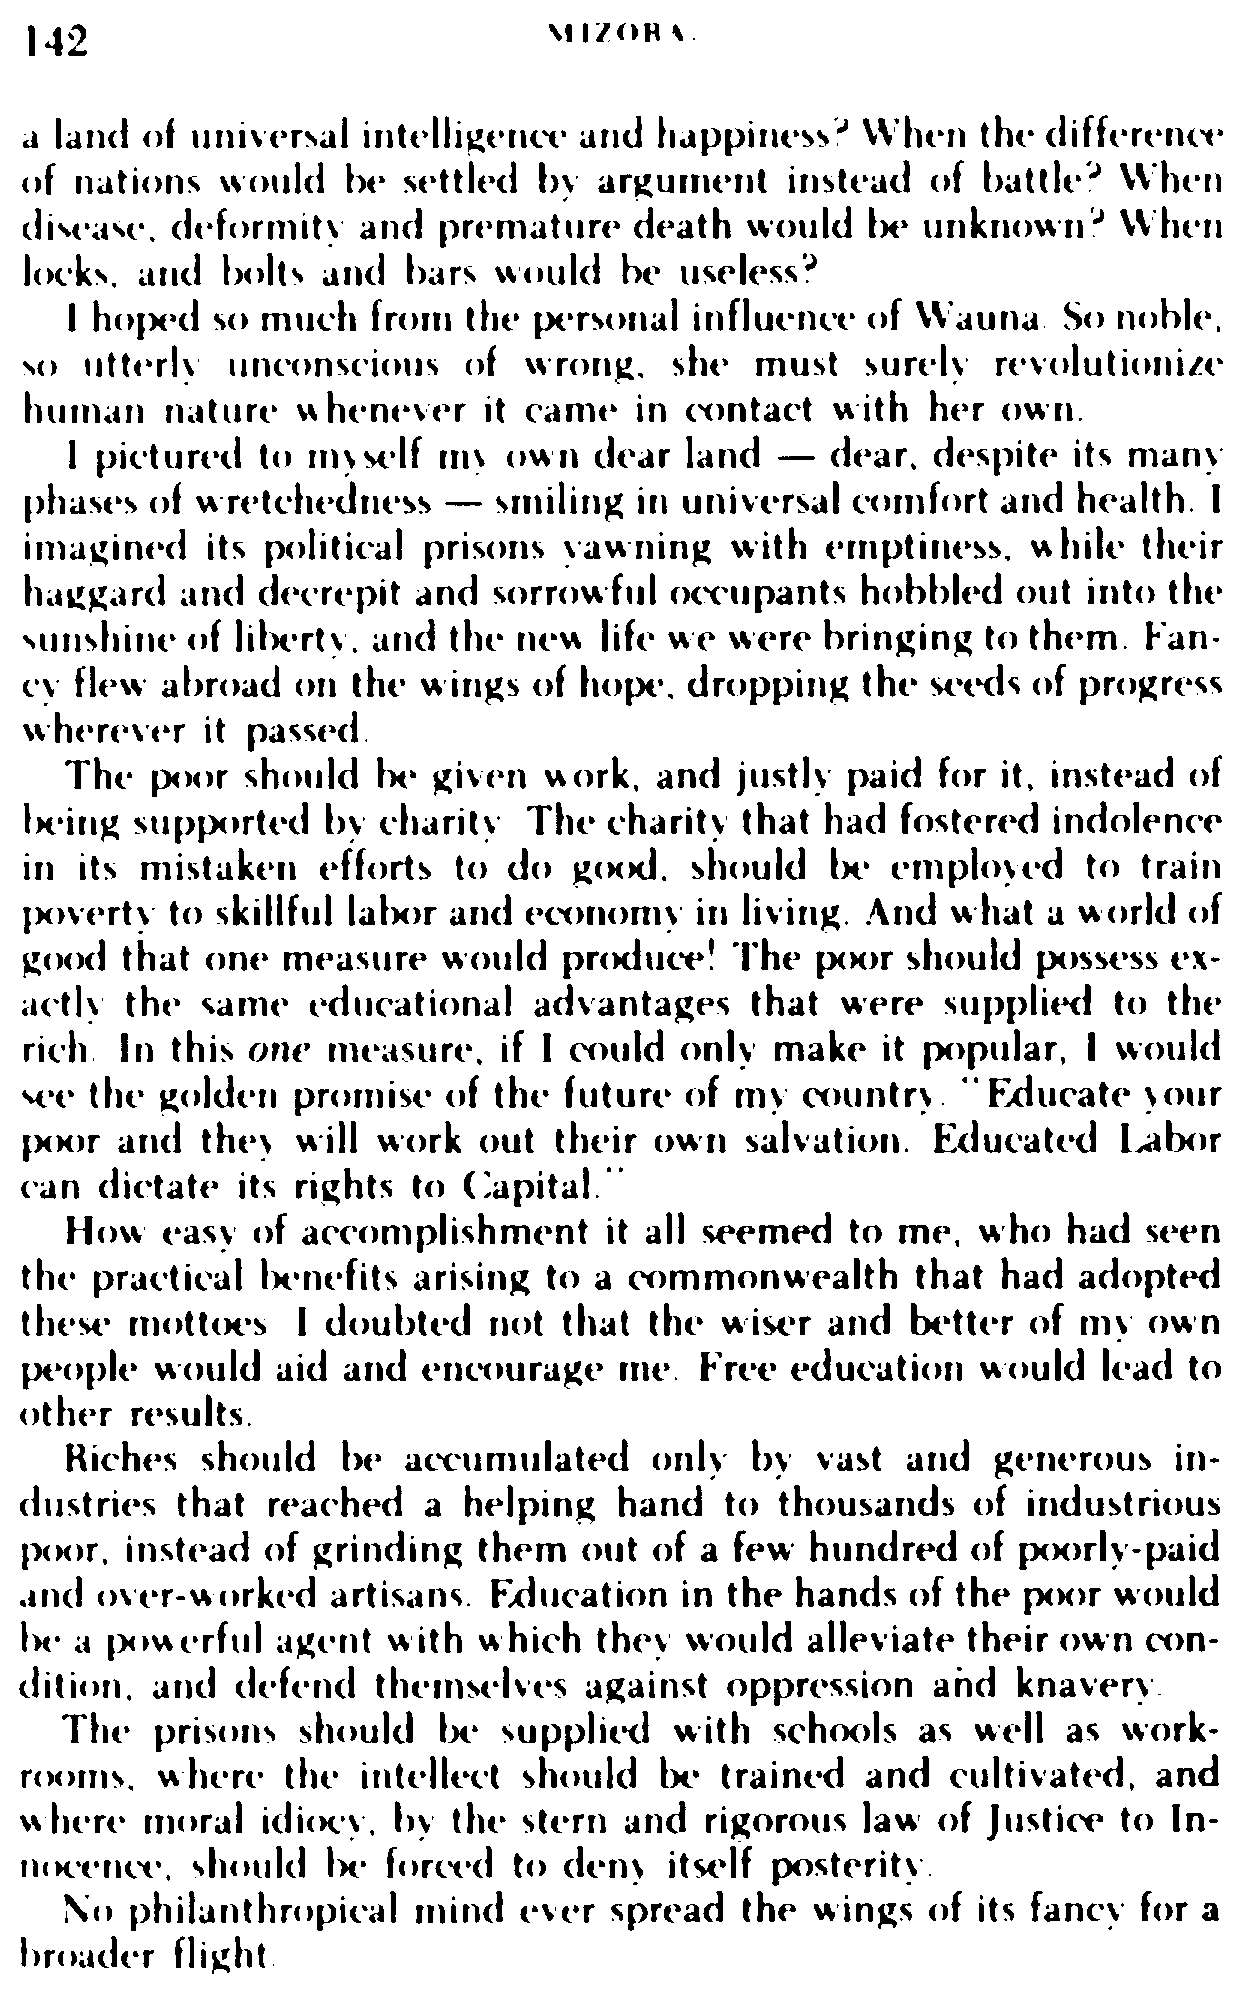 142 MIZORA.
a land of universal intelligence and happiness? When the difference
of nations would be settled by argument instead of battle? When
disease, deformity and premature death would be unknown? When
locks, and bolts and bars would be useless?
I hoped so much from the personal influence of Wauna. So noble,
so utterly unconscious of wrong, she must surely revolutionize
human nature whenever it came in contact with her own.
I pictured to myself my own dear land — dear, despite its many
phases of wretchedness — smiling in universal comfort and health. I
imagined its political prisons yawning with emptiness, while their
haggard and decrepit and sorrowful occupants hobbled out into the
sunshine of liberty, and the new life we were bringing to them. Fan-
cy flew abroad on the wings of hope, dropping the seeds of progress
wherever it passed.
The poor should be given work, and justly paid for it, instead of
being supported by charity. The charity that had fostered indolence
in its mistaken efforts to do good, should be employed to train
poverty to skillful labor and economy in living. And what a world of
good that one measure would produce! The poor should possess ex-
actly the same educational advantages that were supplied to the
rich. In this one measure, if I could only make it popular, I would
see the golden promise of the future of my country. "Educate your
poor and they will work out their own salvation. Educated Labor
can dictate its rights to Capital."
How easy of accomplishment it all seemed to me, who had seen
the practical benefits arising to a commonwealth that had adopted
these mottoes. I doubted not that the wiser and better of my own
people would aid and encourage me. Free education would lead to
other results.
Riches should be accumulated only by vast and generous in-
dustries that reached a helping hand to thousands of industrious
poor, instead of grinding them out of a few hundred of poorly-paid
and over-worked artisans. Education in the hands of the poor would
be a powerful agent with which they would alleviate their own con-
dition, and defend themselves against oppression and knavery.
The prisons should be supplied with schools as well as work-
rooms, where the intellect should be trained and cultivated, and
where moral idiocy, by the stern and rigorous law of Justice to In-
nocence, should be forced to deny itself posterity.
No philanthropical mind ever spread the wings of its fancy for a
broader flight.